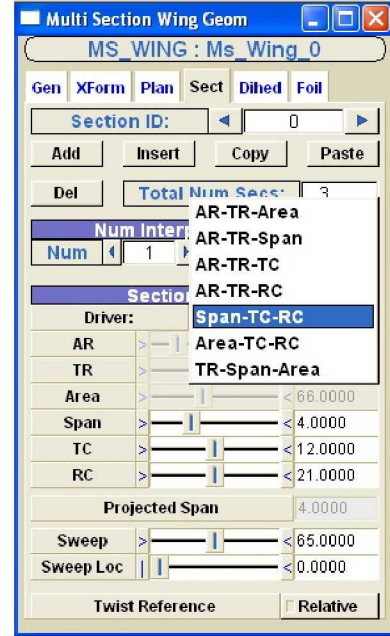 Multi Section Wing Geom
MS_WING : Ms_Wing_0
Gen XForm Plan Sect Dihed Foil
Section ID: 0
Add Insert Copy Paste
Del Total Num Secs: 3
AR-TR-Area
Num
AR-TR-Span
Num 1
AR-TR-TC
AR-TR-RC
Section
Driver: Span-TC-RC
AR Area-TC-RC
TR TR-Span-Area
Area > < 66.0000
Span > < 4.0000
TC > < 12.0000
RC > < 21.0000
Projected Span 4.0000
Sweep > < 65.0000
Sweep Loc | < 0.0000
Twist Reference Relative